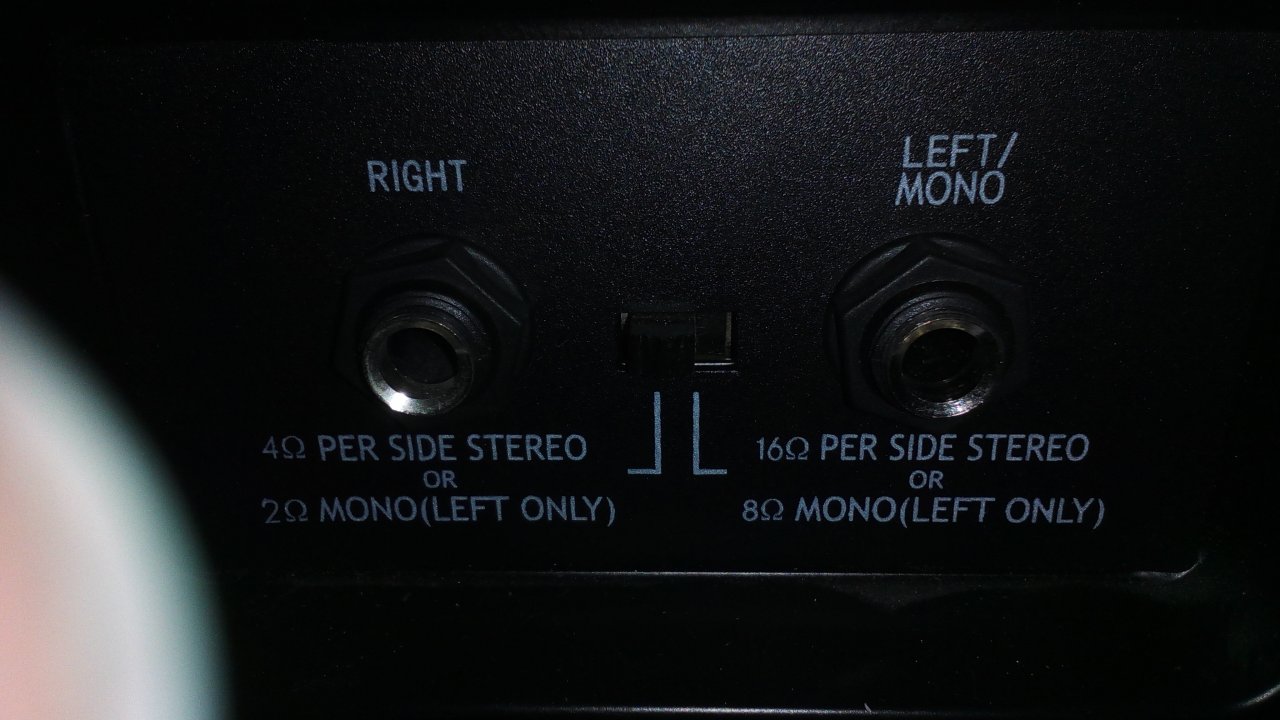 RIGHT
LEFT/
MONO
4Ω PER SIDE STEREO
OR
2Ω MONO(LEFT ONLY)
16Ω PER SIDE STEREO
OR
8Ω MONO(LEFT ONLY)